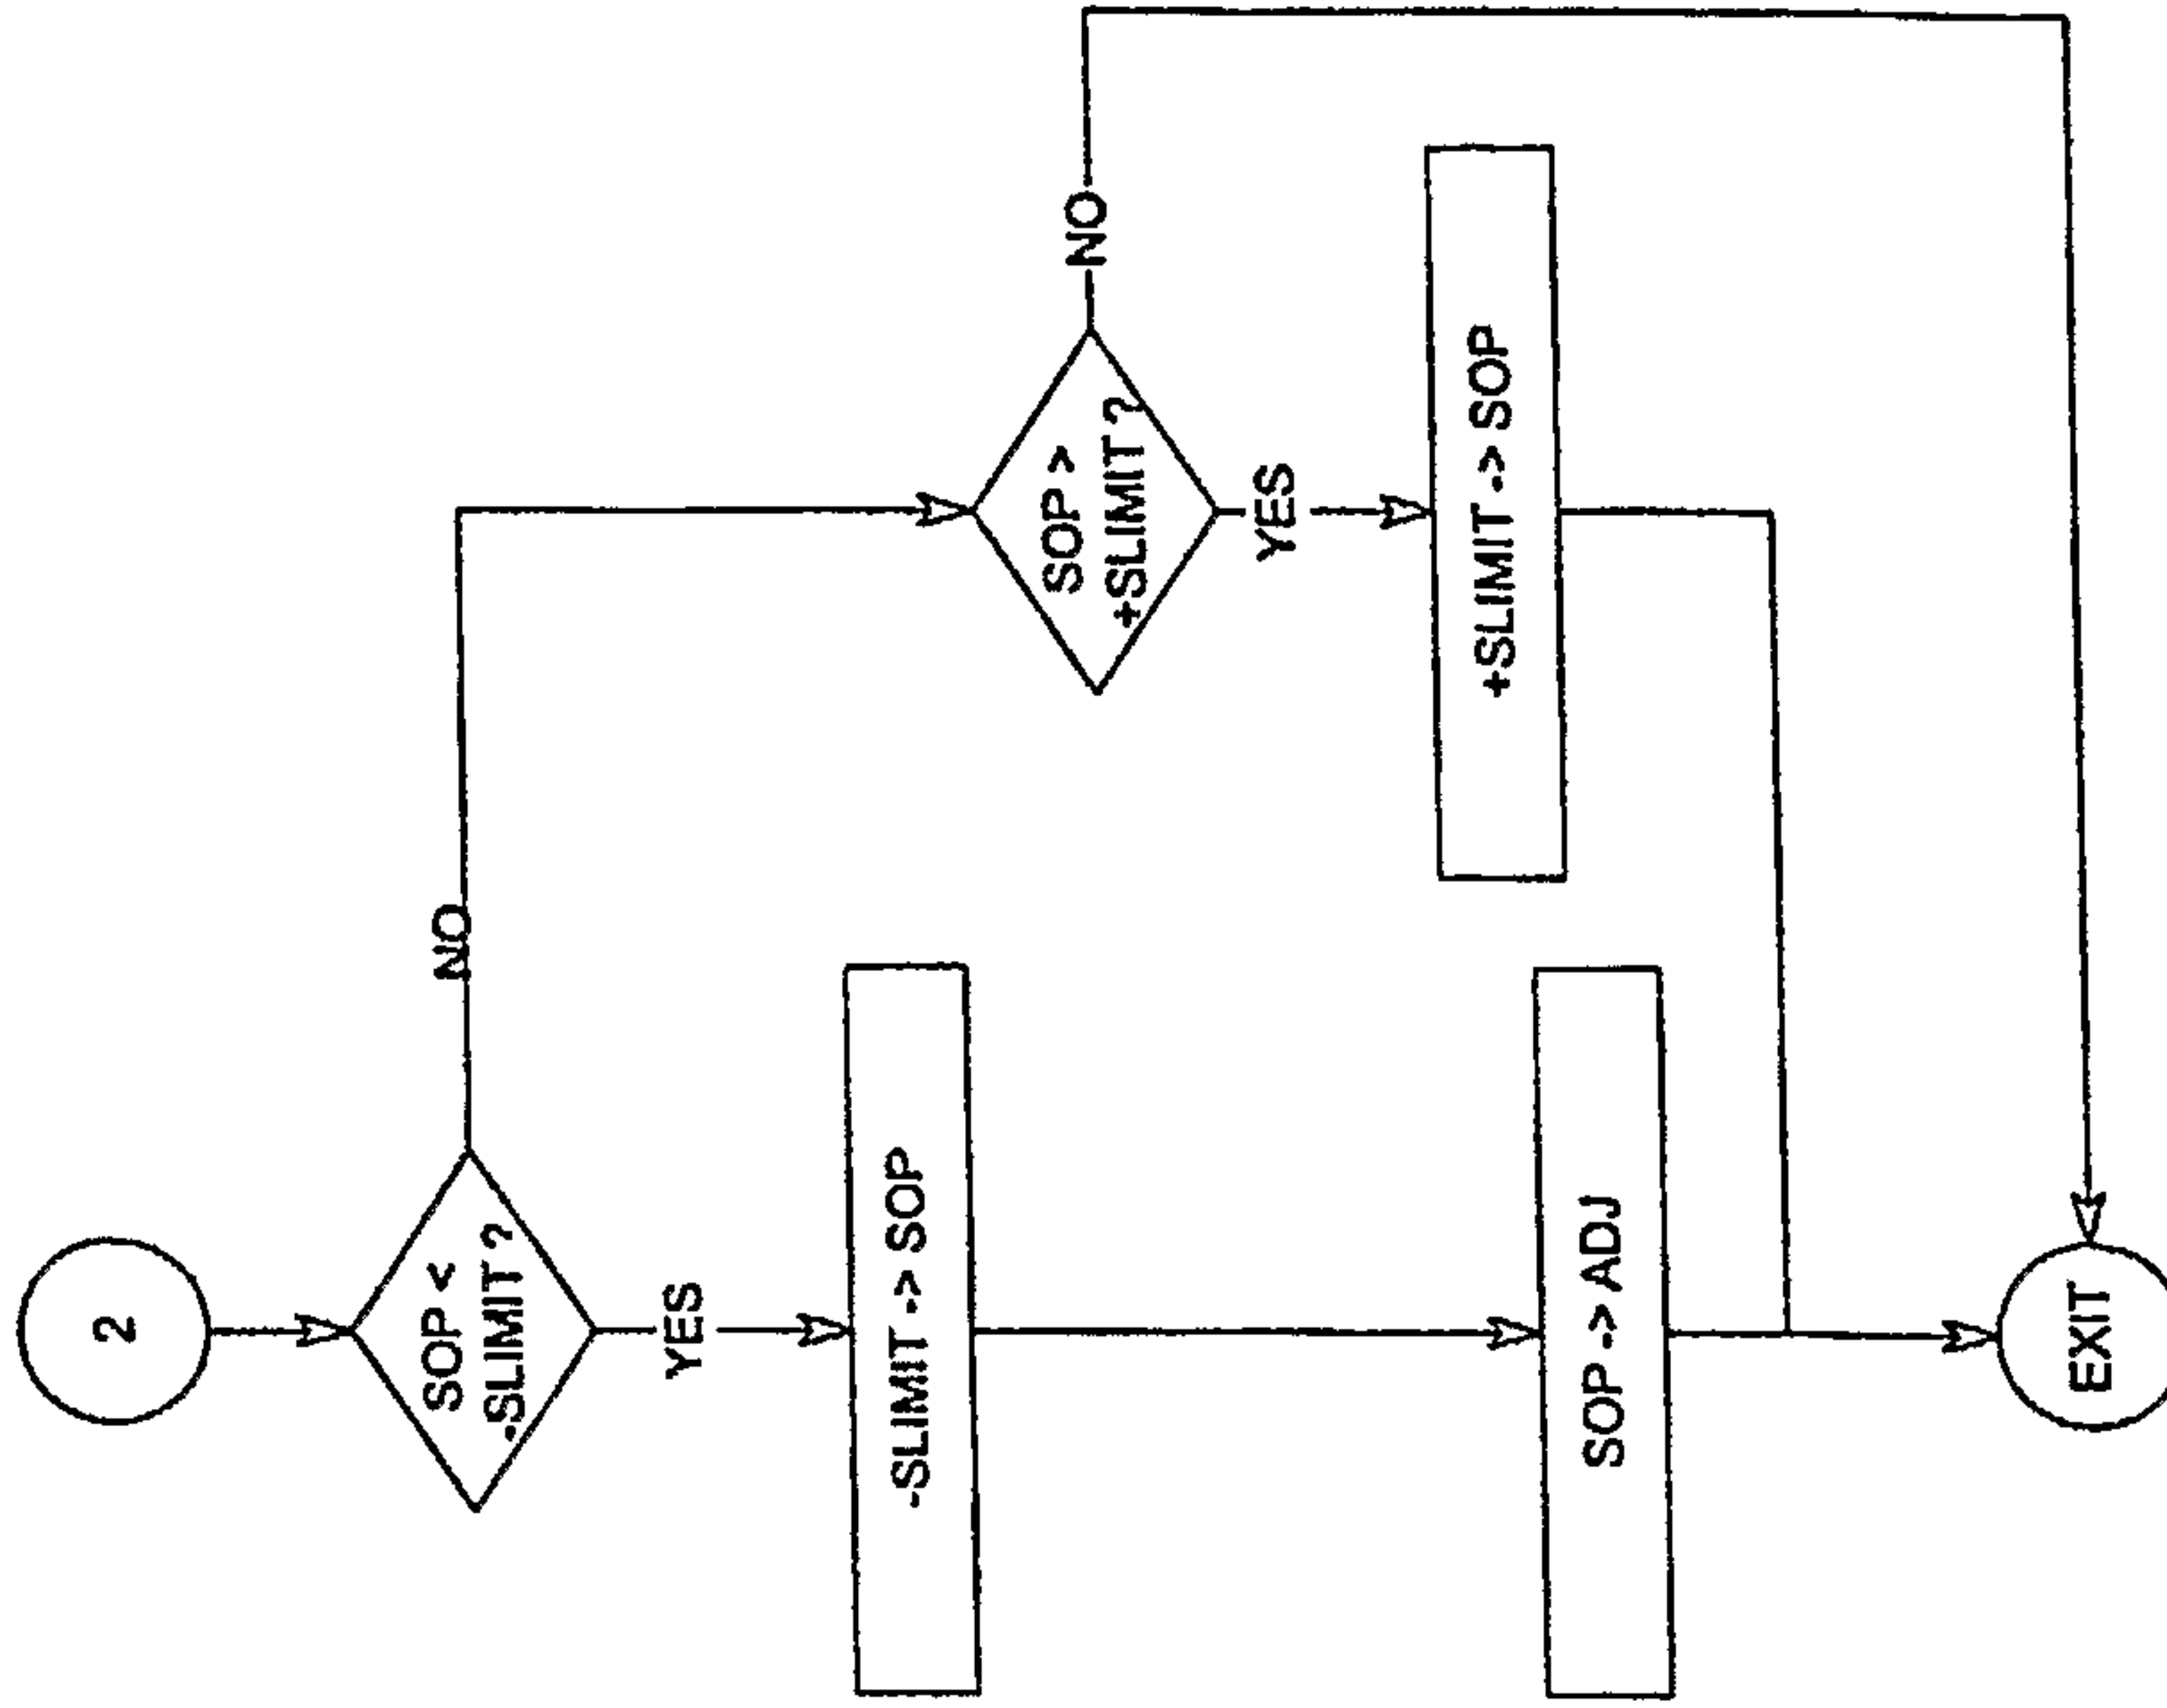 2
SOP <
-SLIMIT ?
NO
YES
-SLIMIT -> SOP
SOP >
+SLIMIT ?
NO
YES
+SLIMIT -> SOP
SOP -> ADJ
EXIT